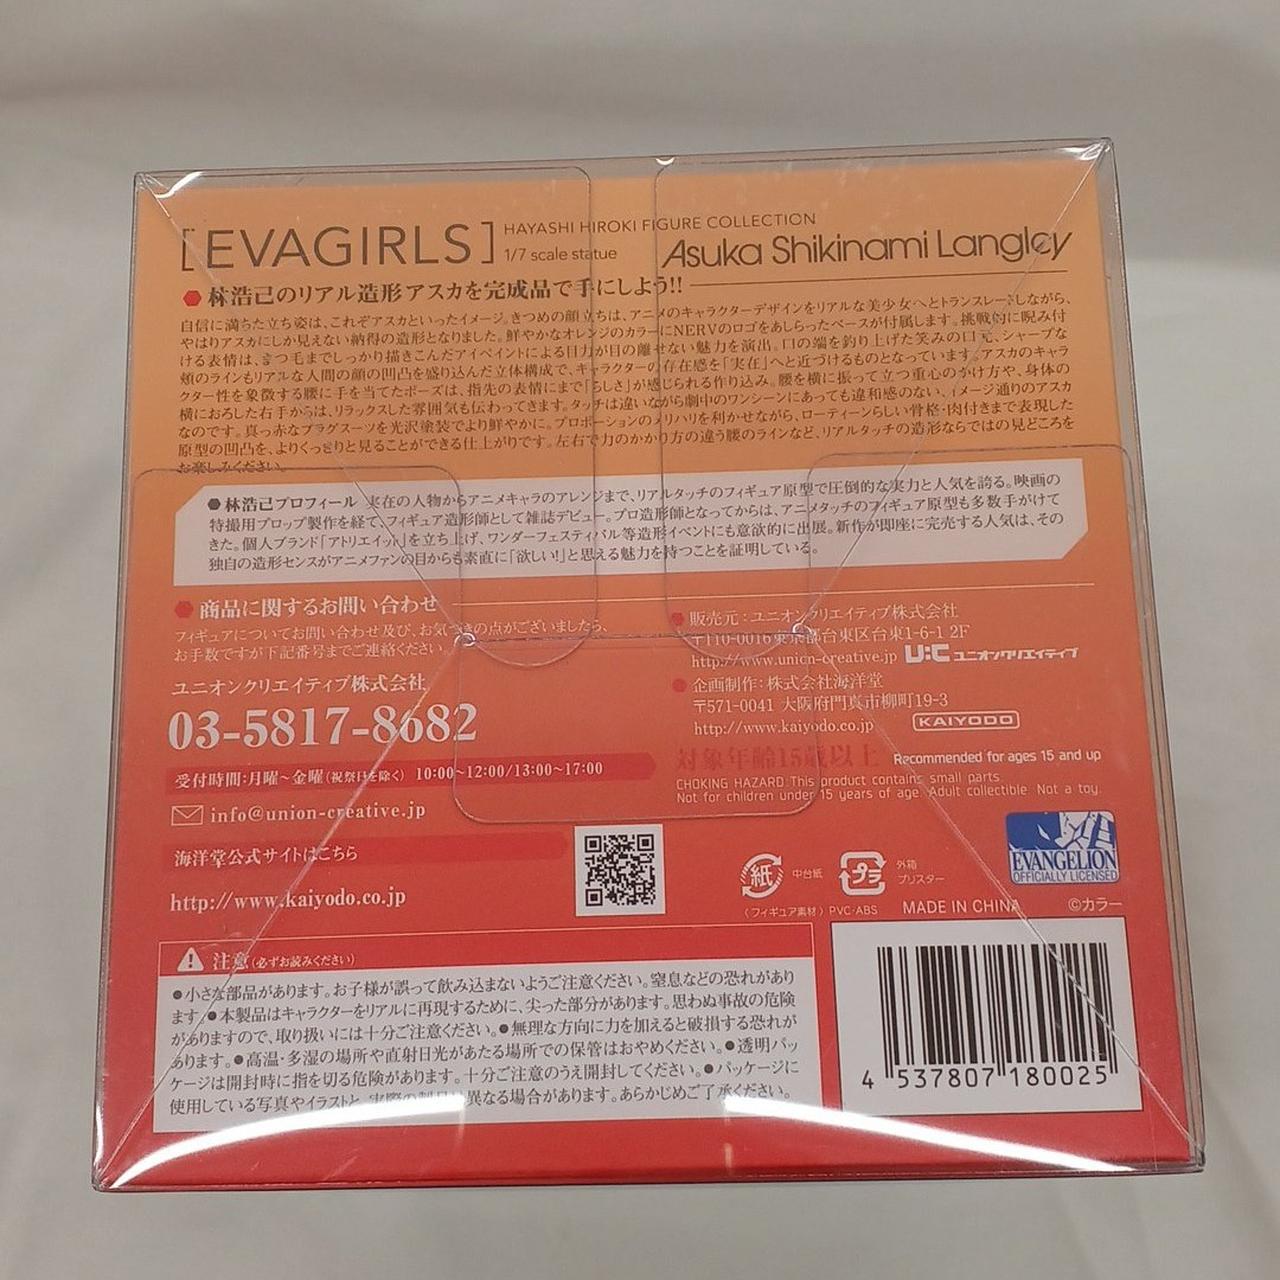 [EVAGIRLS]
HAYASHI HIROKI FIGURE COLLECTION
1/7 scale statue
Asuka Shikinami Langley
林浩己のリアル造形アスカを完成品で手にしよう!!
自信に満ちた立ち姿は、これぞアスカといったイメージ。きつめの顔立ちは、アニメのキャラクターデザインをリアルな美少女へとトランスレートしながら、
やはりアスカにしか見えない納得の造形となりました。鮮やかなオレンジのカラーにNERVのロゴをあしらったベースが付属します。挑戦的に睨み付
ける表情は、まつ毛までしっかり描きこんだアイペイントによる目力が目の離せない魅力を演出。口の端を釣り上げた笑みの口元、シャープな
頬のラインもリアルな人間の顔の凹凸を盛り込んだ立体構成で、キャラクターの存在感を「実在」へと近づけるものとなっています。アスカのキャラ
クター性を象徴する腰に手を当てたポーズは、指先の表情にまで「らしさ」が感じられる作り込み。腰を横に振って立つ重心のかけ方や、身体の
横におろした右手からは、リラックスした雰囲気も伝わってきます。タッチは違いながら劇中のワンシーンにあっても違和感のない、イメージ通りのアスカ
なのです。真っ赤なプラグスーツを光沢塗装でより鮮やかに。プロポーションのメリハリを利かせながら、ローティーンらしい骨格・肉付きまで表現した
原型の凹凸を、よりくっきりと見ることができる仕上がりです。左右で力のかかり方の違う腰のラインなど、リアルタッチの造形ならではの見どころを
お楽しみください。
●林浩己プロフィール 実在の人物からアニメキャラのアレンジまで、リアルタッチのフィギュア原型で圧倒的な実力と人気を誇る。映画の
特撮用プロップ製作を経て、フィギュア造形師として雑誌デビュー。プロ造形師となってからは、アニメタッチのフィギュア原型も多数手がけて
きた。個人ブランド「アトリエイット」を立ち上げ、ワンダーフェスティバル等造形イベントにも意欲的に出展。新作が即座に完売する人気は、その
独自の造形センスがアニメファンの目からも素直に「欲しい!」と思える魅力を持つことを証明している。
商品に関するお問い合わせ
フィギュアについてお問い合わせ及び、お気づきの点がございましたら、
お手数ですが下記番号までご連絡ください。
ユニオンクリエイティブ株式会社
03-5817-8682
受付時間:月曜~金曜(祝祭日を除く) 10:00~12:00/13:00~17:00
info@union-creative.jp
海洋堂公式サイトはこちら
http://www.kaiyodo.co.jp
販売元:ユニオンクリエイティブ株式会社
〒110-0016東京都台東区台東1-6-1 2F
http://www.union-creative.jp U:C ユニオンクリエイティブ
企画制作:株式会社海洋堂
〒571-0041 大阪府門真市柳町19-3
http://www.kaiyodo.co.jp KAIYODO
対象年齢15歳以上 Recommended for ages 15 and up
CHOKING HAZARD:This product contains small parts.
Not for children under 15 years of age. Adult collectible. Not a toy.
EVANGELION
OFFICIALLY LICENSED
紙 中台紙
プラ 外箱
ブリスター
(フィギュア素材) PVC・ABS MADE IN CHINA ©カラー
注意(必ずお読みください)
●小さな部品があります。お子様が誤って飲み込まないようご注意ください。窒息などの恐れがあり
ます。●本製品はキャラクターをリアルに再現するために、尖った部分があります。思わぬ事故の危険
がありますので、取り扱いには十分ご注意ください。●無理な方向に力を加えると破損する恐れが
あります。●高温・多湿の場所や直射日光があたる場所での保管はおやめください。●透明パッ
ケージは開封時に指を切る危険があります。十分ご注意のうえ開封してください。●パッケージに
使用している写真やイラストと、実際の製品は異なる場合があります。あらかじめご了承ください。
4 537807 180025